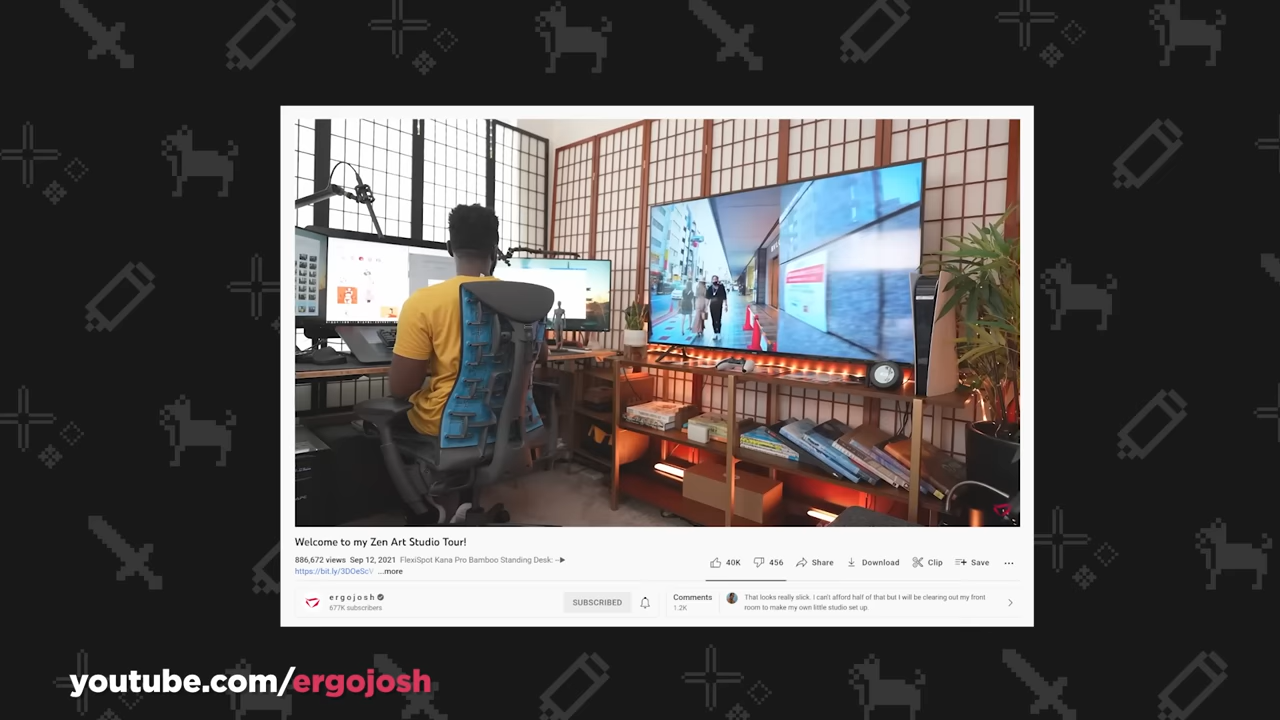 Welcome to my Zen Art Studio Tour!
886,672 views Sep 12, 2021 FlexiSpot Kana Pro Bamboo Standing Desk:
...more
40K 456 Share Download Clip Save
ergojosh
677K subscribers
SUBSCRIBED
Comments
1.2K
That looks really slick. I can't afford half of that but I will be clearing out my front
room to make my own little studio set up.
youtube.com/ergojosh